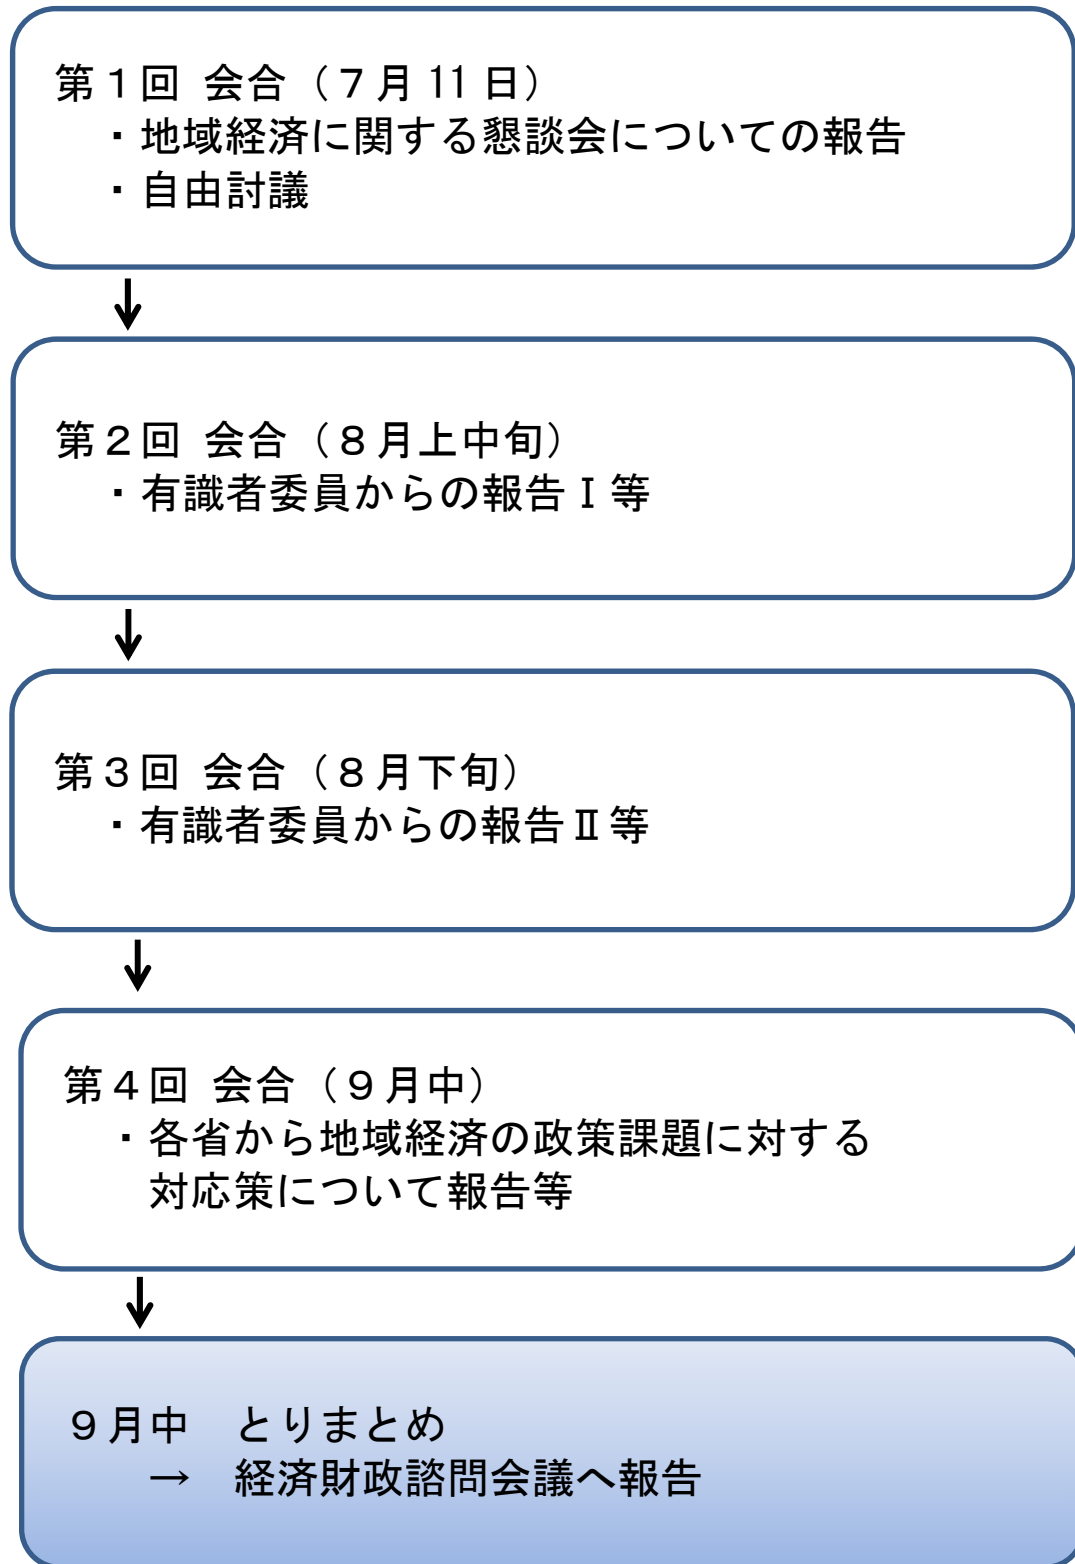 第１回 会合（７月 11 日）
・地域経済に関する懇談会についての報告
・自由討議
第２回 会合（８月上中旬）
・有識者委員からの報告Ⅰ等
第３回 会合（８月下旬）
・有識者委員からの報告Ⅱ等
第４回 会合（９月中）
・各省から地域経済の政策課題に対する
対応策について報告等
９月中　とりまとめ
→　経済財政諮問会議へ報告